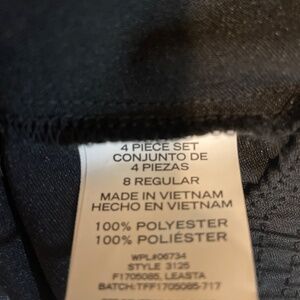 4 PIECE SET
CONJUNTO DE
4 PIEZAS
8 REGULAR
MADE IN VIETNAM
HECHO EN VIETNAM
100% POLYESTER
100% POLIÉSTER
WPL#06734
STYLE 3125
F1705085, LEASTA
BATCH:TFF1705085-717